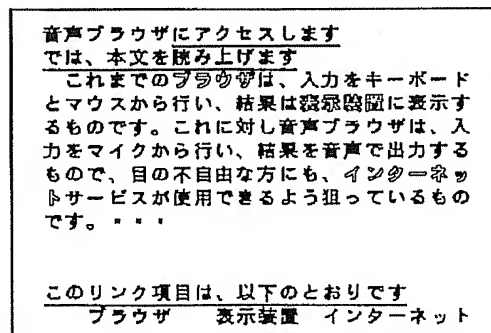 音声ブラウザにアクセスします
では、本文を読み上げます
これまでのブラウザは、入力をキーボード
とマウスから行い、結果は表示装置に表示す
るものです。これに対し音声ブラウザは、入
力をマイクから行い、結果を音声で出力する
もので、目の不自由な方にも、インターネッ
トサービスが使用できるよう狙っているもの
です。・・・
このリンク項目は、以下のとおりです
ブラウザ 表示装置 インターネット